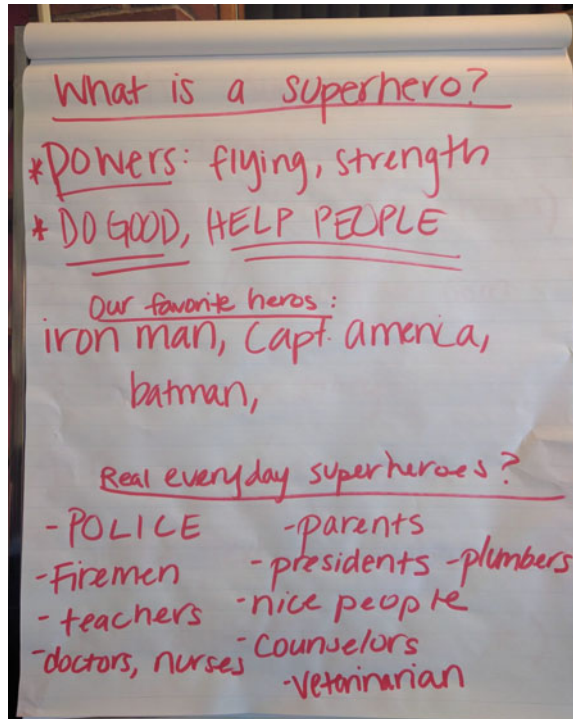 What is a superhero?
*Powers: flying, strength
* DO GOOD, HELP PEOPLE
Our favorite heros:
iron man, Capt. america,
batman,
Real everyday superheroes?
- POLICE -parents
-Firemen -presidents -plumbers
- teachers -nice people
-doctors, nurses -Counselors
-vetarinarian